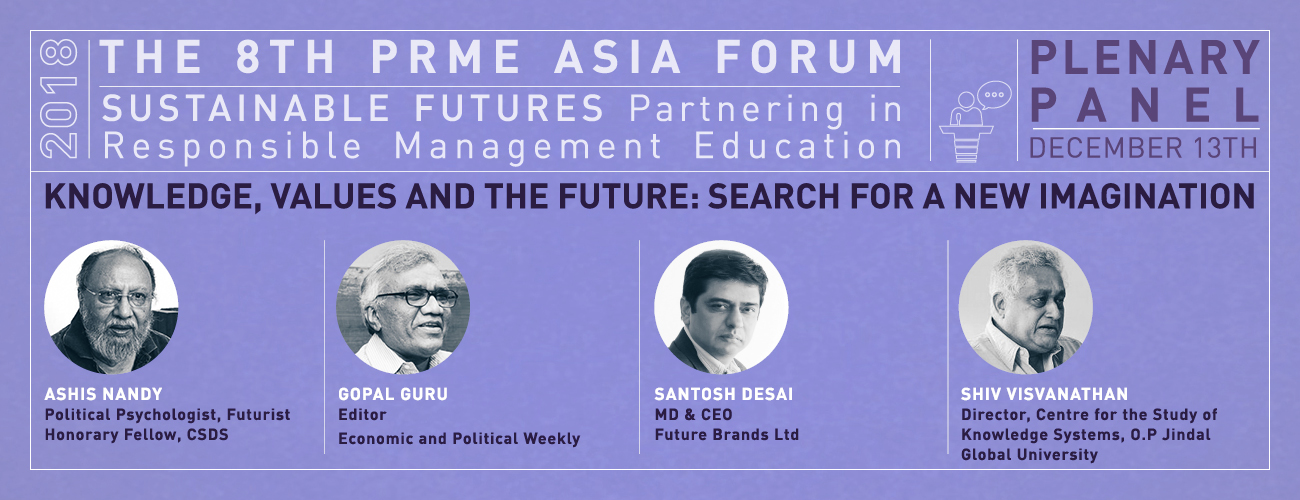 2018
THE 8TH PRME ASIA FORUM
SUSTAINABLE FUTURES Partnering in
Responsible Management Education
PLENARY
PANEL
DECEMBER 13TH
KNOWLEDGE, VALUES AND THE FUTURE: SEARCH FOR A NEW IMAGINATION
ASHIS NANDY
Political Psychologist, Futurist
Honorary Fellow, CSDS
GOPAL GURU
Editor
Economic and Political Weekly
SANTOSH DESAI
MD & CEO
Future Brands Ltd
SHIV VISVANATHAN
Director, Centre for the Study of
Knowledge Systems, O.P Jindal
Global University